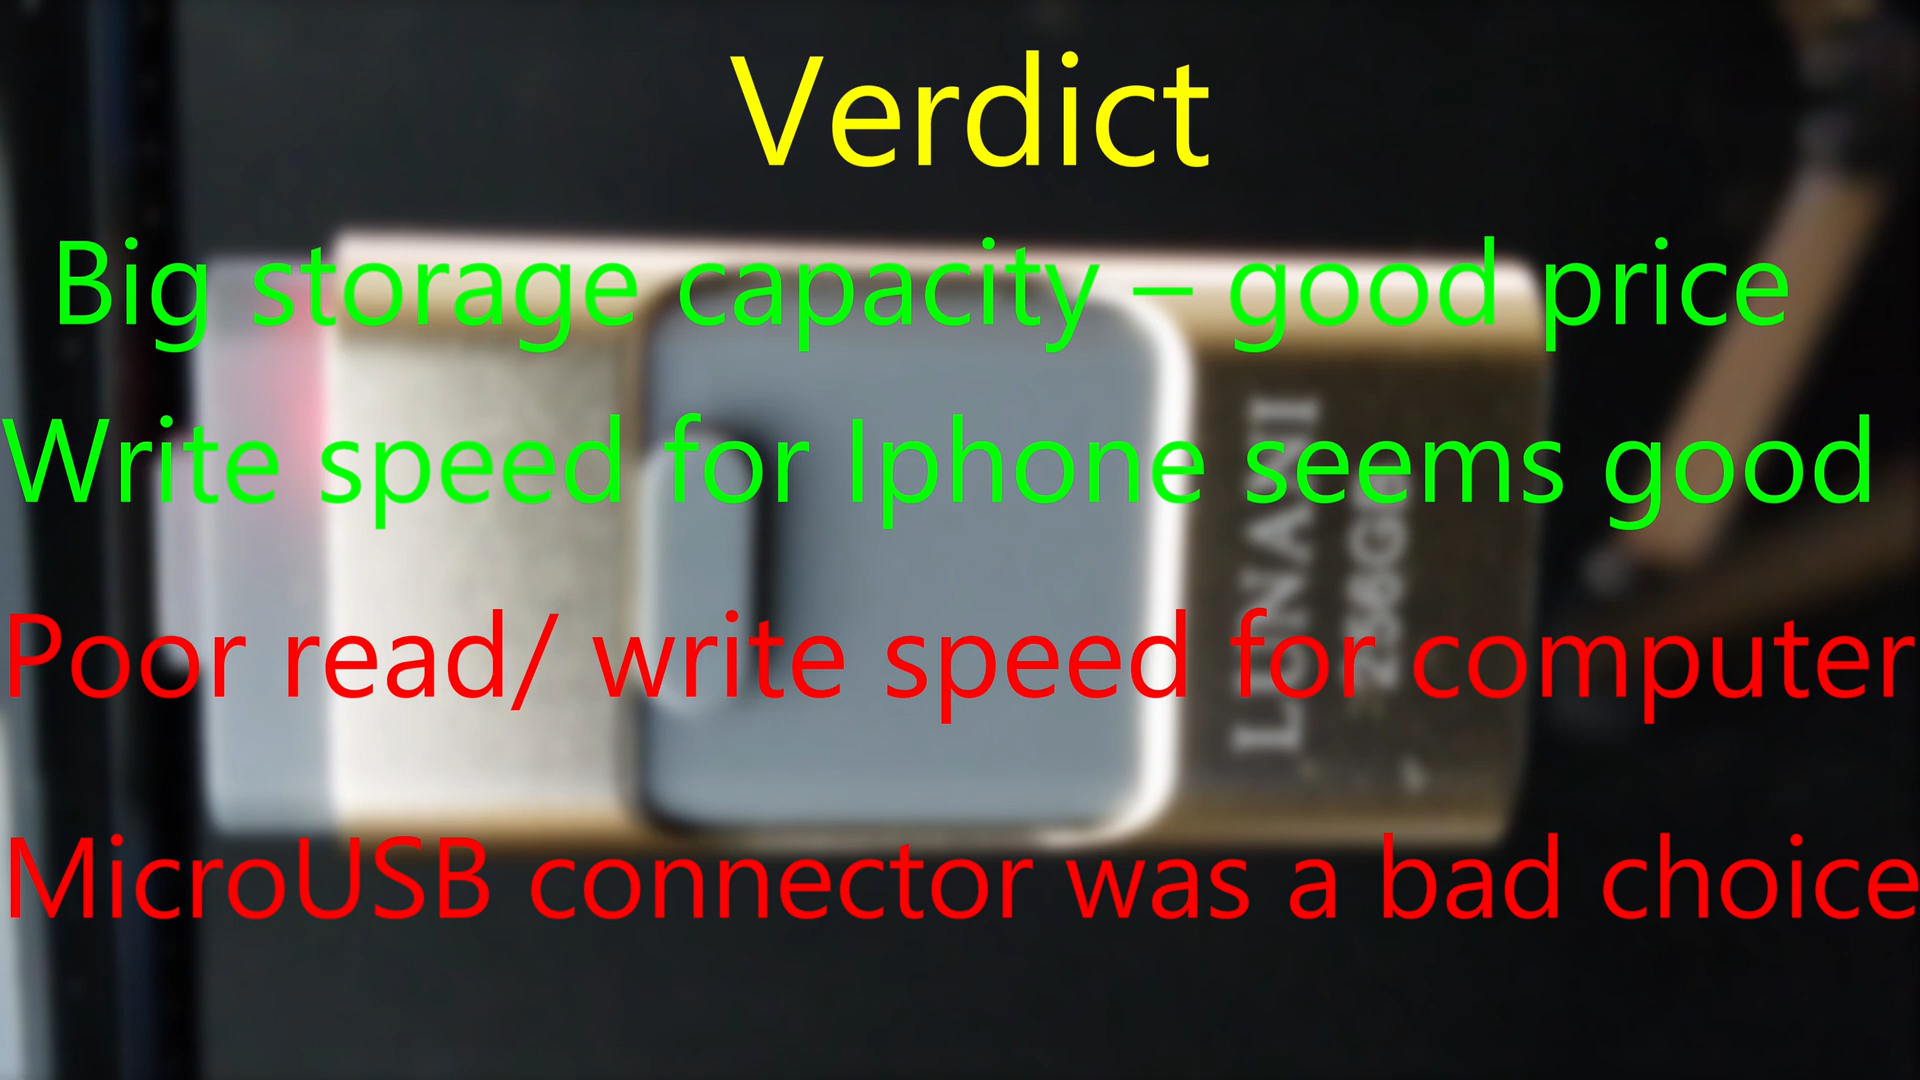 Verdict
Big storage capacity – good price
Write speed for Iphone seems good
Poor read/ write speed for computer
MicroUSB connector was a bad choice
256GB